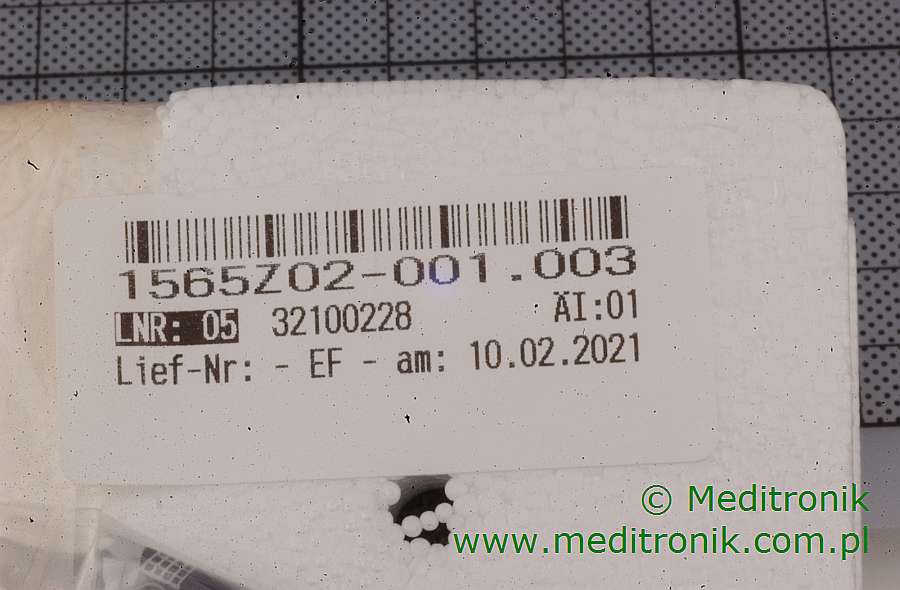 1565Z02-001.003
LNR: 05 32100228 ÄI:01
Lief-Nr: - EF - am: 10.02.2021
© Meditronik
www.meditronik.com.pl